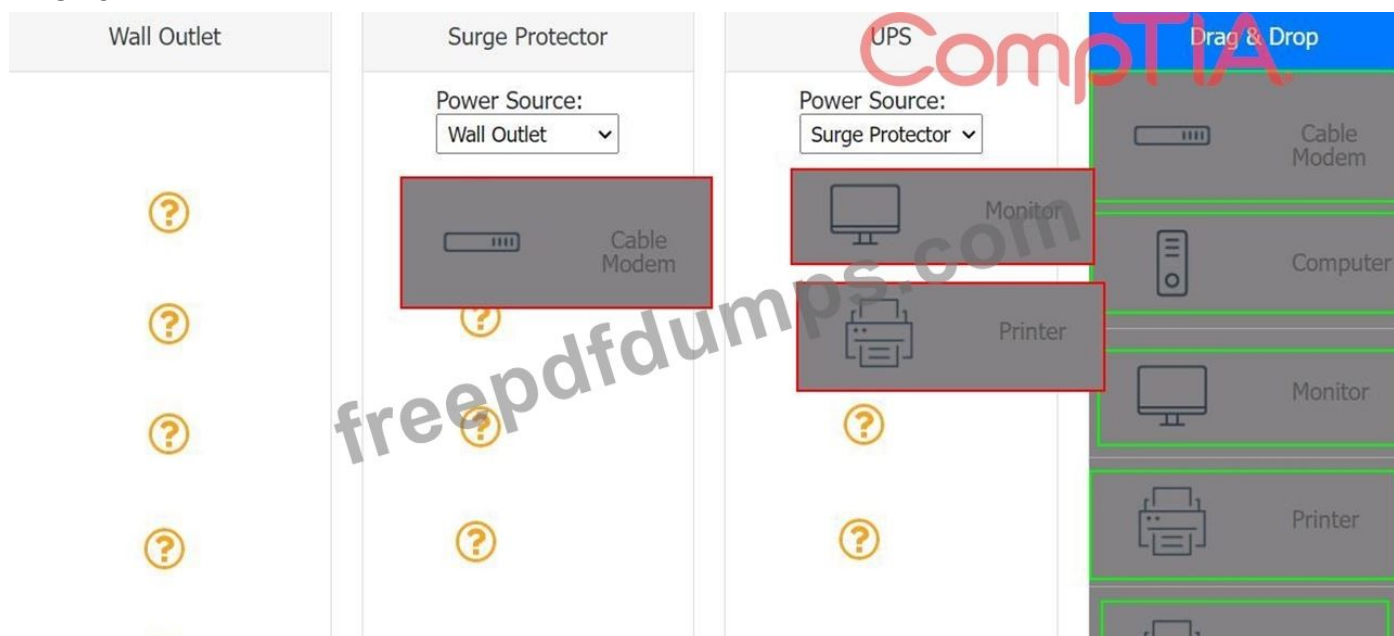 Wall Outlet
Surge Protector
UPS
CompTIA
Drag & Drop
Power Source:
Wall Outlet
Power Source:
Surge Protector
?
?
?
?
Cable
Modem
?
?
?
Monitor
Printer
?
?
Cable
Modem
Computer
Monitor
Printer
freepdfdumps.com